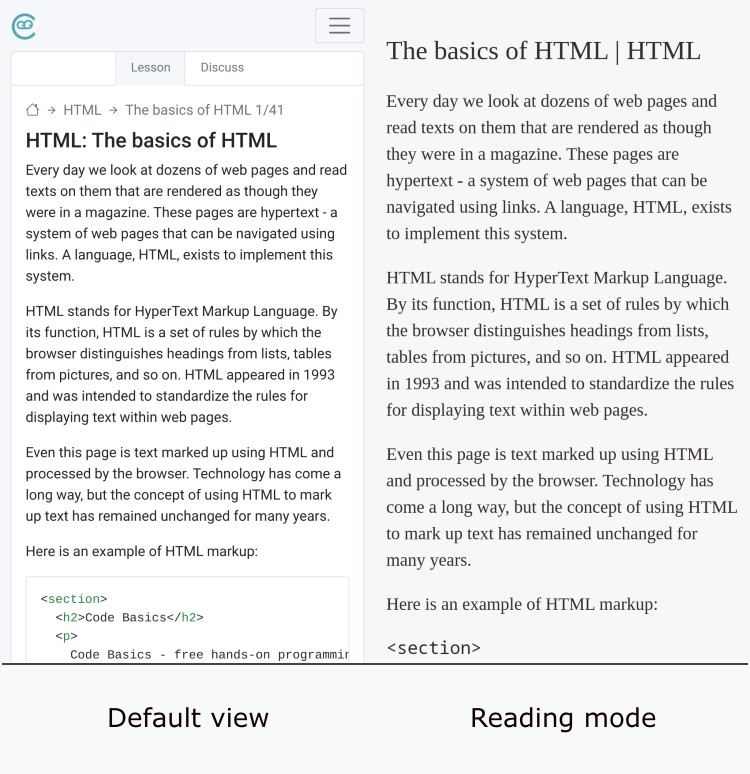 Lesson Discuss
→ HTML → The basics of HTML 1/41
HTML: The basics of HTML
Every day we look at dozens of web pages and read
texts on them that are rendered as though they
were in a magazine. These pages are hypertext - a
system of web pages that can be navigated using
links. A language, HTML, exists to implement this
system.
HTML stands for HyperText Markup Language. By
its function, HTML is a set of rules by which the
browser distinguishes headings from lists, tables
from pictures, and so on. HTML appeared in 1993
and was intended to standardize the rules for
displaying text within web pages.
Even this page is text marked up using HTML and
processed by the browser. Technology has come a
long way, but the concept of using HTML to mark
up text has remained unchanged for many years.
Here is an example of HTML markup:
<section>
<h2>Code Basics</h2>
<p>
Code Basics - free hands-on programmin
Default view
The basics of HTML | HTML
Every day we look at dozens of web pages and
read texts on them that are rendered as though
they were in a magazine. These pages are
hypertext - a system of web pages that can be
navigated using links. A language, HTML, exists
to implement this system.
HTML stands for HyperText Markup Language.
By its function, HTML is a set of rules by which
the browser distinguishes headings from lists,
tables from pictures, and so on. HTML appeared
in 1993 and was intended to standardize the rules
for displaying text within web pages.
Even this page is text marked up using HTML
and processed by the browser. Technology has
come a long way, but the concept of using HTML
to mark up text has remained unchanged for
many years.
Here is an example of HTML markup:
<section>
Reading mode